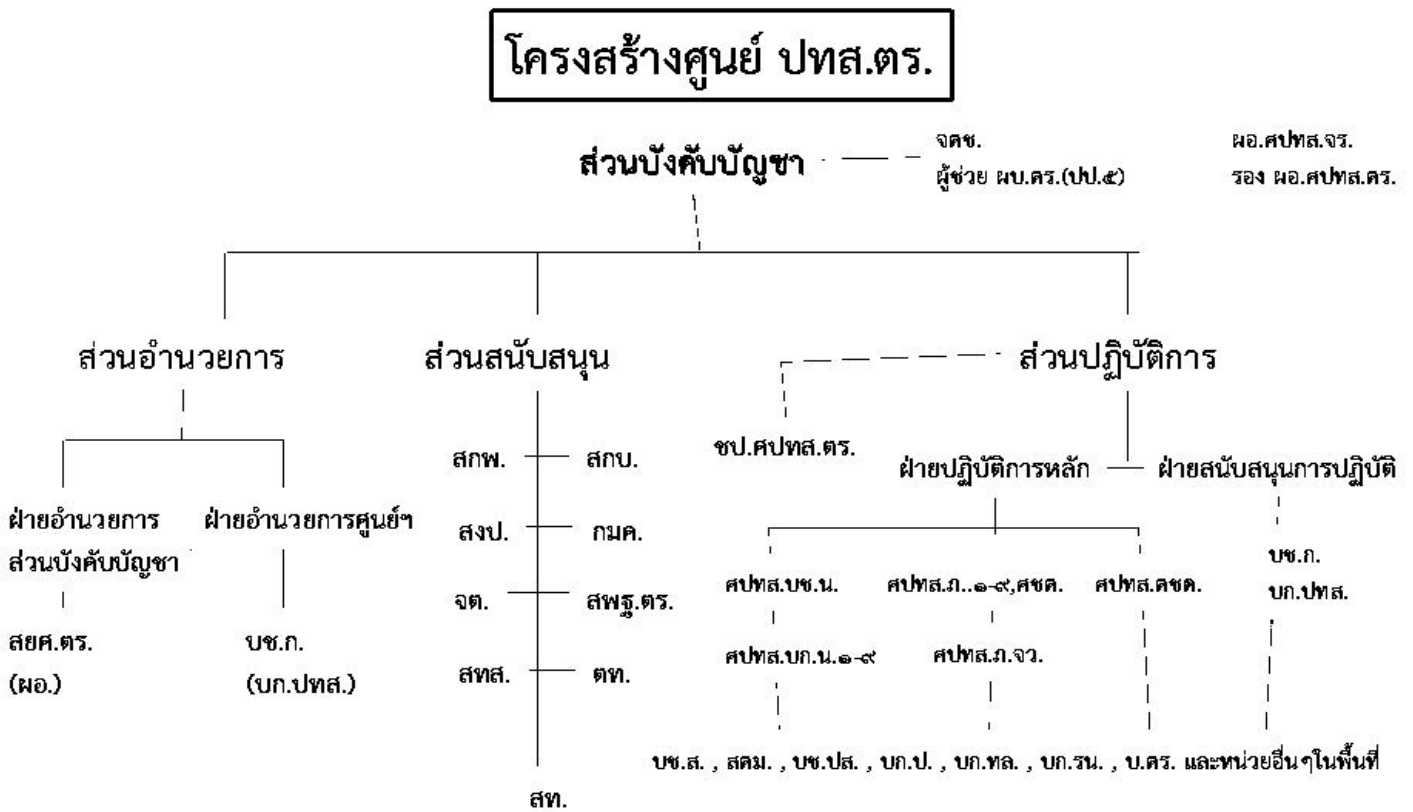 โครงสร้างศูนย์ ปทส.ตร.
ส่วนบังคับบัญชา
จตช. ผอ.ศปทส.จร.
ผู้ช่วย ผบ.ตร.(ปป.๕) รอง ผอ.ศปทส.ตร.
ส่วนอำนวยการ ส่วนสนับสนุน ส่วนปฏิบัติการ
ชป.ศปทส.ตร.
สกพ. สกบ.
ฝ่ายปฏิบัติการหลัก ฝ่ายสนับสนุนการปฏิบัติ
ฝ่ายอำนวยการ ฝ่ายอำนวยการศูนย์ฯ
ส่วนบังคับบัญชา
สงป. กมค.
บช.ก.
บก.ปทส.
ศปทส.บช.น. ศปทส.ภ..๑-๙,ศชต. ศปทส.ตชด.
จต. สพฐ.ตร.
สยศ.ตร. บช.ก.
(ผอ.) (บก.ปทส.)
ศปทส.บก.น.๑-๙ ศปทส.ภ.จว.
สทส. ตท.
บช.ส. , สตม. , บช.ปส. , บก.ป. , บก.ทล. , บก.รน. , บ.ตร. และหน่วยอื่นๆในพื้นที่
สท.